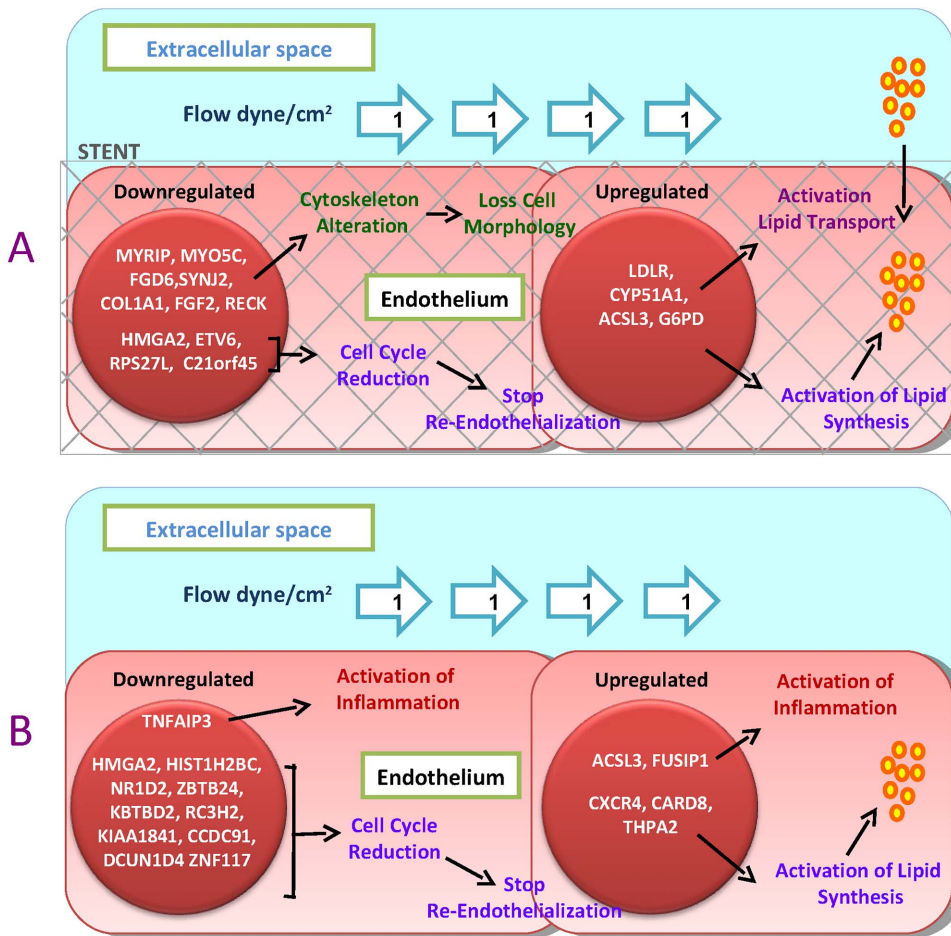 Extracellular space
Flow dyne/cm²
1 1 1 1
STENT
A
Downregulated
MYRIP, MYO5C,
FGD6,SYNJ2,
COL1A1, FGF2, RECK
HMGA2, ETV6,
RPS27L, C21orf45
Cytoskeleton
Alteration
Loss Cell
Morphology
Endothelium
Cell Cycle
Reduction
Stop
Re-Endothelialization
Upregulated
LDLR,
CYP51A1,
ACSL3, G6PD
Activation
Lipid Transport
Activation of Lipid
Synthesis
B
Extracellular space
Flow dyne/cm²
1 1 1 1
Downregulated
TNFAIP3
HMGA2, HIST1H2BC,
NR1D2, ZBTB24,
KBTBD2, RC3H2,
KIAA1841, CCDC91,
DCUN1D4 ZNF117
Activation of
Inflammation
Endothelium
Cell Cycle
Reduction
Stop
Re-Endothelialization
Upregulated
ACSL3, FUSIP1
CXCR4, CARD8,
THPA2
Activation of
Inflammation
Activation of Lipid
Synthesis